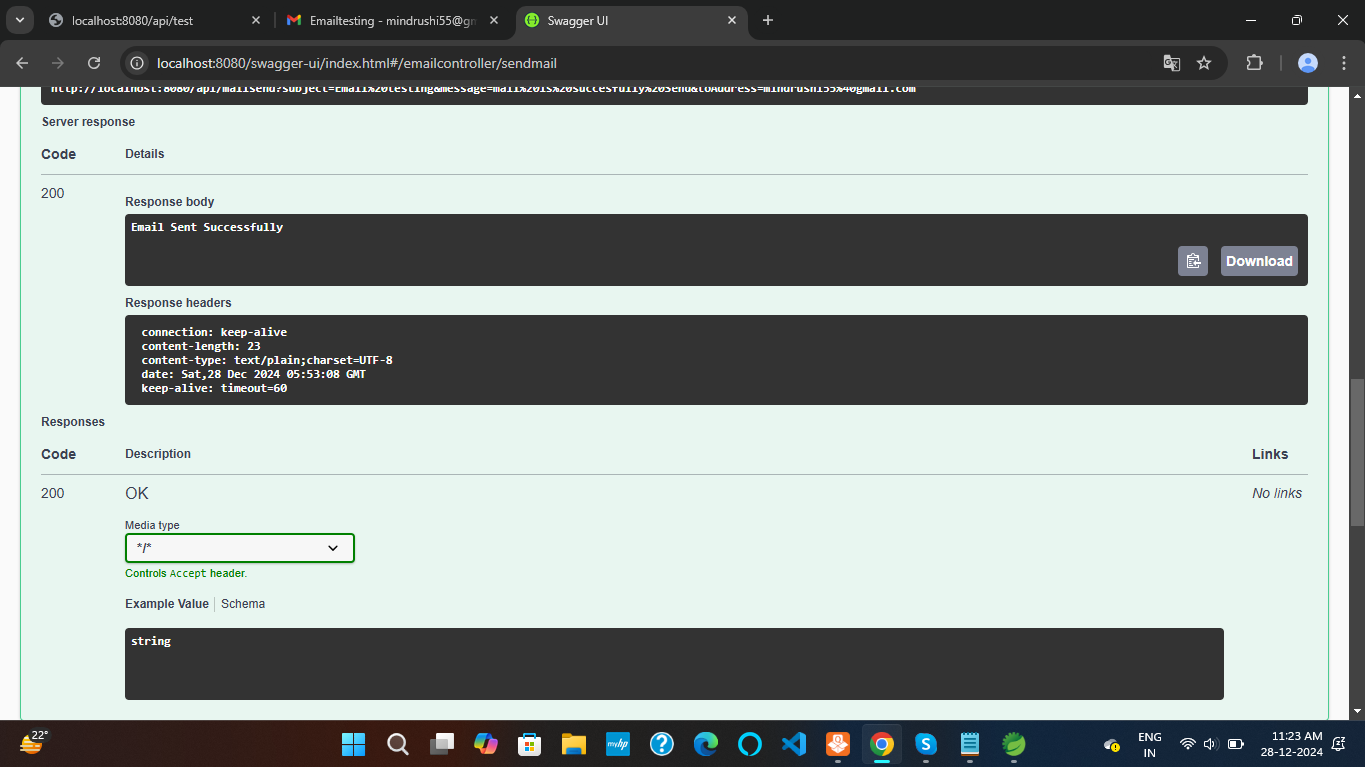 localhost:8080/api/test
Emailtesting - mindrushi55@gm
Swagger UI
localhost:8080/swagger-ui/index.html#/emailcontroller/sendmail
http://localhost:8080/api/mailsend?subject=Email%20testing&message=mail%20is%20succesfully%20Send&toAddress=mindrushi55%40gmail.com
Server response
Code Details
200
Response body
Email Sent Successfully
Download
Response headers
connection: keep-alive
content-length: 23
content-type: text/plain;charset=UTF-8
date: Sat,28 Dec 2024 05:53:08 GMT
keep-alive: timeout=60
Responses
Code Description Links
200 OK No links
Media type
*/*
Controls Accept header.
Example Value Schema
string
22°
myhp
ENG
IN
11:23 AM
28-12-2024